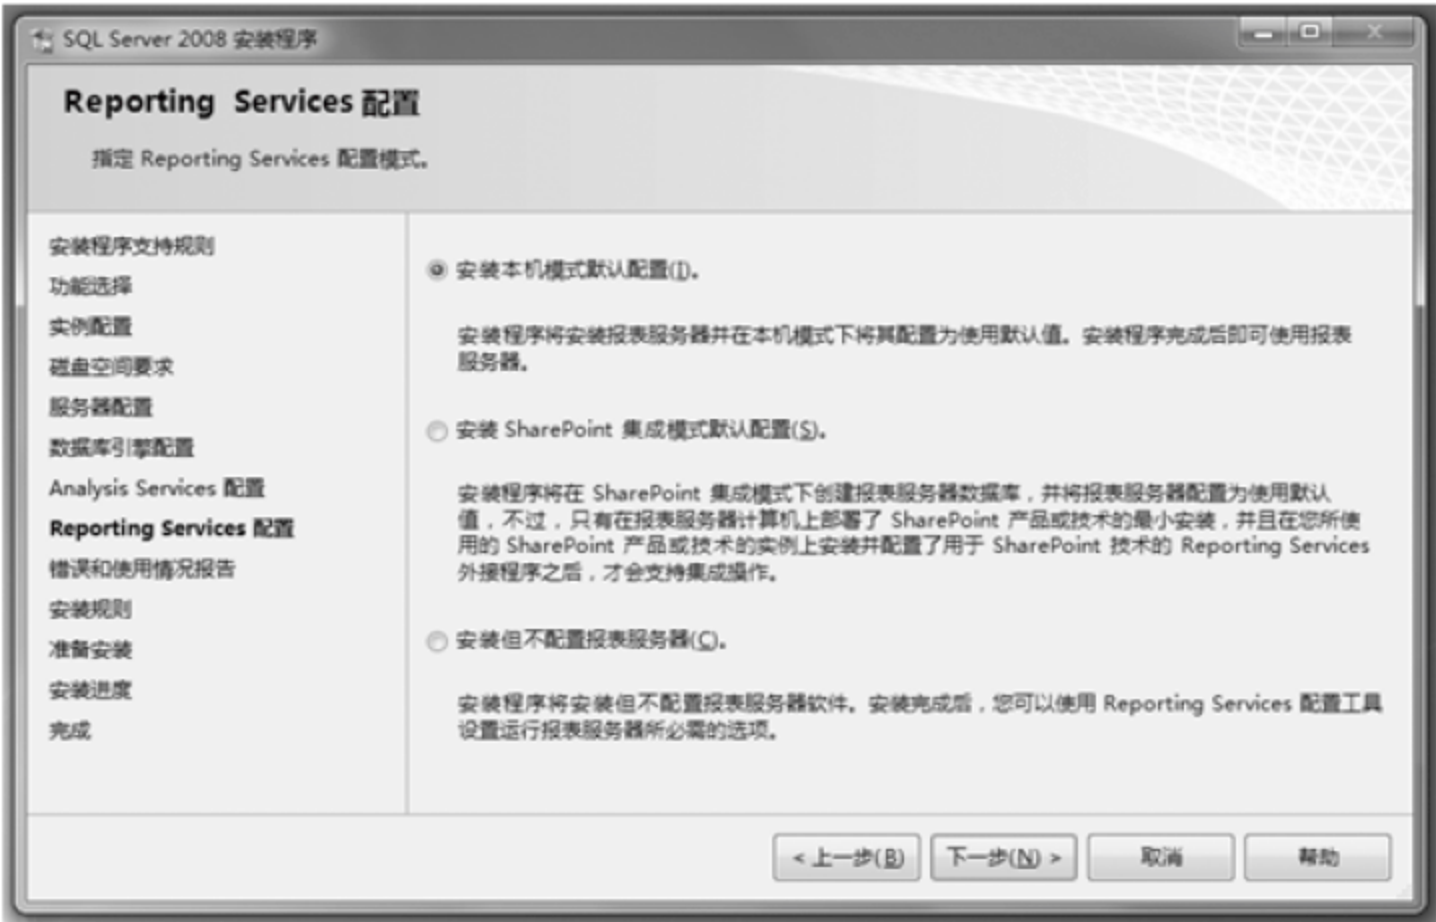 SQL Server 2008 安装程序
Reporting Services 配置
指定 Reporting Services 配置模式。
安装程序支持规则
功能选择
实例配置
磁盘空间要求
服务器配置
数据库引擎配置
Analysis Services 配置
Reporting Services 配置
错误和使用情况报告
安装规则
准备安装
安装进度
完成
安装本机模式默认配置(I)。
安装程序将安装报表服务器并在本机模式下将其配置为使用默认值。安装程序完成后即可使用报表
服务器。
安装 SharePoint 集成模式默认配置(S)。
安装程序将在 SharePoint 集成模式下创建报表服务器数据库，并将报表服务器配置为使用默认
值，不过，只有在报表服务器计算机上部署了 SharePoint 产品或技术的最小安装，并且在您所使
用的 SharePoint 产品或技术的实例上安装并配置了用于 SharePoint 技术的 Reporting Services
外接程序之后，才会支持集成操作。
安装但不配置报表服务器(C)。
安装程序将安装但不配置报表服务器软件。安装完成后，您可以使用 Reporting Services 配置工具
设置运行报表服务器所必需的选项。
< 上一步(B)
下一步(N) >
取消
帮助